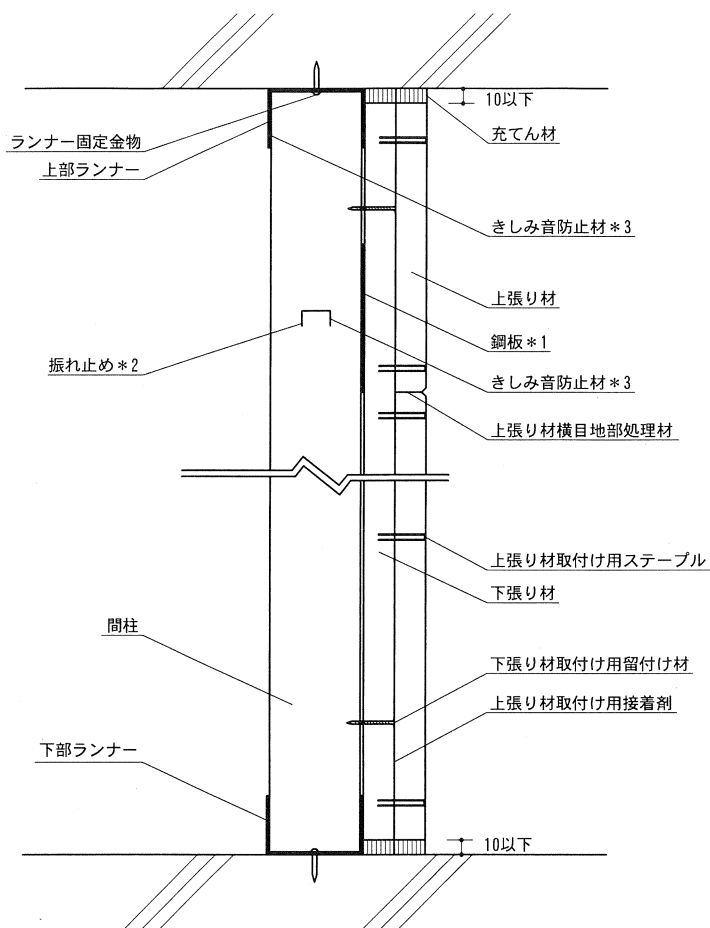 10以下
ランナー固定金物
充てん材
上部ランナー
きしみ音防止材＊3
上張り材
鋼板＊1
振れ止め＊2
きしみ音防止材＊3
上張り材横目地部処理材
上張り材取付け用ステープル
下張り材
間柱
下張り材取付け用留付け材
上張り材取付け用接着剤
下部ランナー
10以下